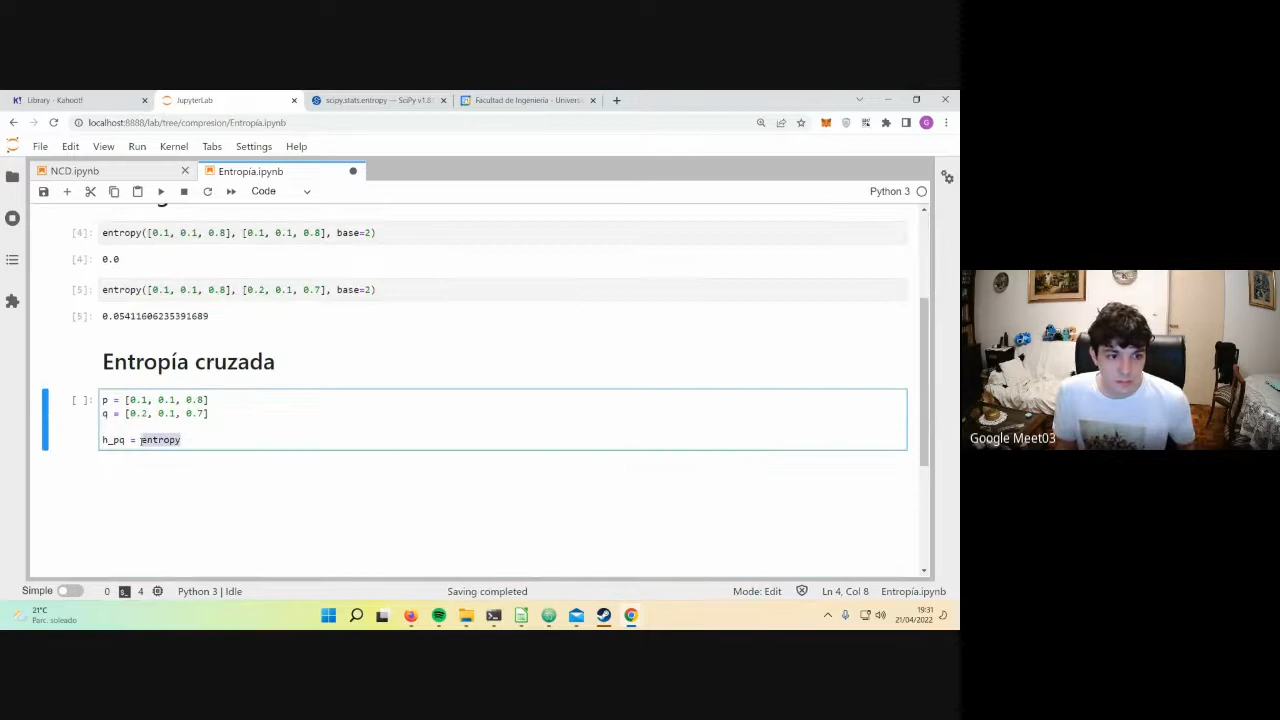 Library - Kahoot!
JupyterLab
scipy.stats.entropy — SciPy v1.8
Facultad de Ingeniería - Univers
localhost:8888/lab/tree/compresion/Entropía.ipynb
G
File Edit View Run Kernel Tabs Settings Help
NCD.ipynb
Entropía.ipynb
Code
Python 3
[4]: entropy([0.1, 0.1, 0.8], [0.1, 0.1, 0.8], base=2)
[4]: 0.0
[5]: entropy([0.1, 0.1, 0.8], [0.2, 0.1, 0.7], base=2)
[5]: 0.05411606235391689
Entropía cruzada
[ ]: p = [0.1, 0.1, 0.8]
q = [0.2, 0.1, 0.7]
h_pq = entropy
Google Meet03
Simple 0 4 Python 3 | Idle Saving completed Mode: Edit Ln 4, Col 8 Entropía.ipynb
21°C
Parc. soleado
19:31
21/04/2022